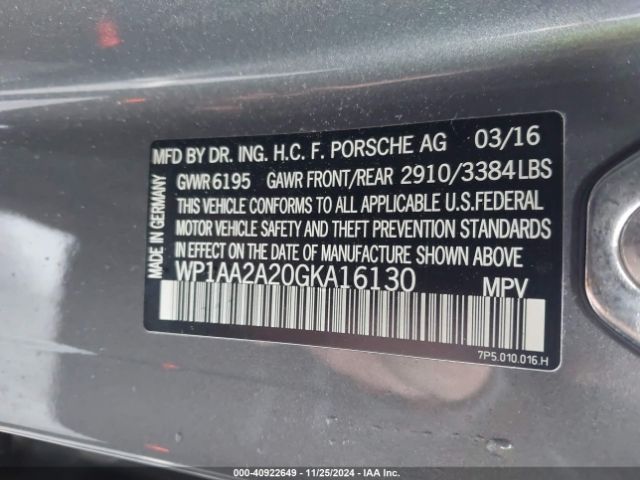 MFD BY DR. ING. H.C. F. PORSCHE AG 03/16
GVWR 6195 GAWR FRONT/REAR 2910/3384LBS
THIS VEHICLE CONFORMS TO ALL APPLICABLE U.S.FEDERAL
MOTOR VEHICLE SAFETY AND THEFT PREVENTION STANDARDS
IN EFFECT ON THE DATE OF MANUFACTURE SHOWN ABOVE
WP1AA2A20GKA16130 MPV
MADE IN GERMANY
7P5.010.016.H
000-40922649 - 11/25/2024 - IAA Inc.